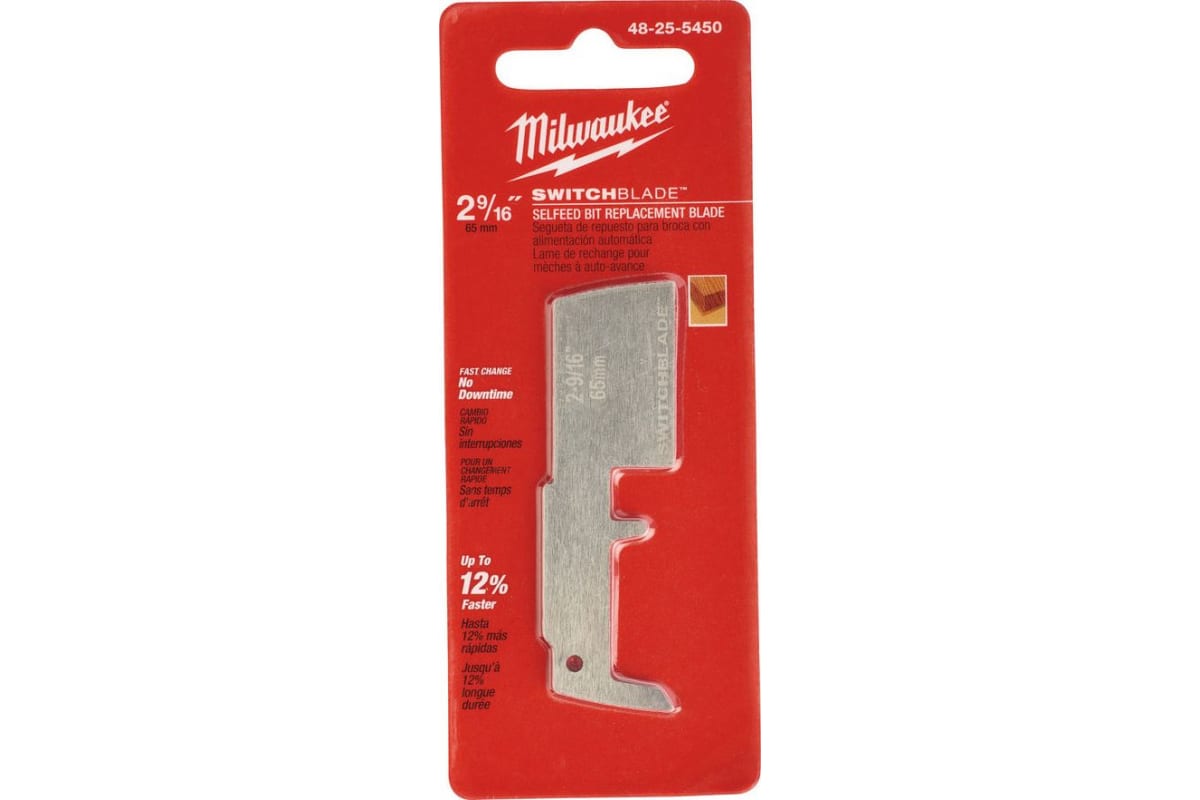 48-25-5450
Milwaukee®
2 9/16"
65 mm
SWITCHBLADE™
SELFEED BIT REPLACEMENT BLADE
Segueta de repuesto para broca con
alimentación automática
Lame de rechange pour
mèches à auto-avance
2-9/16"
65mm
SWITCHBLADE
FAST CHANGE
No
Downtime
CAMBIO
RÁPIDO
Sin
interrupciones
POUR UN
CHANGEMENT
RAPIDE
Sans temps
d'arrêt
Up To
12%
Faster
Hasta
12% más
rápidas
Jusqu'à
12%
longue
durée